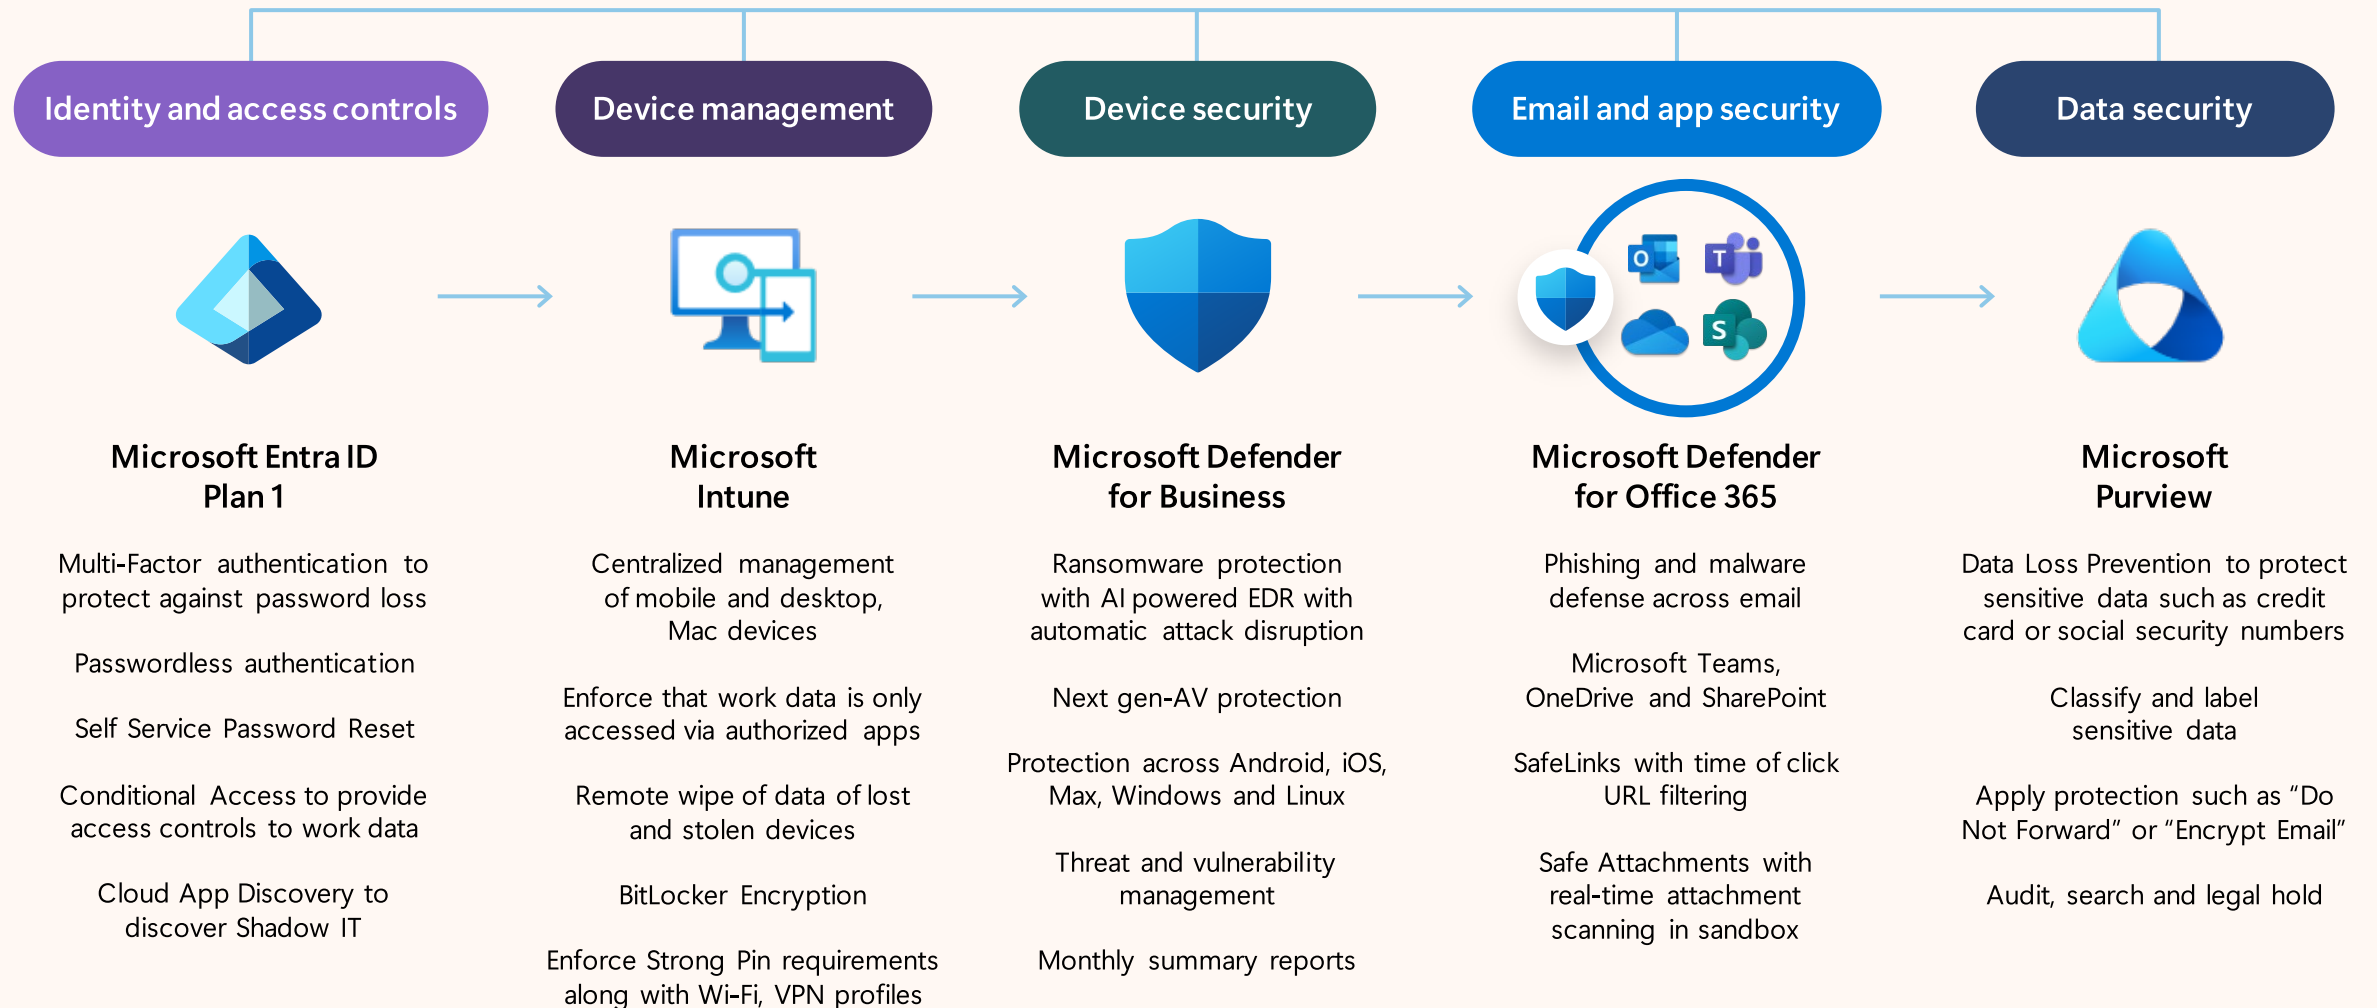 Identity and access controls
Device management
Device security
Email and app security
Data security
O
T
S
Microsoft Entra ID
Plan 1
Multi-Factor authentication to
protect against password loss
Passwordless authentication
Self Service Password Reset
Conditional Access to provide
access controls to work data
Cloud App Discovery to
discover Shadow IT
Microsoft
Intune
Centralized management
of mobile and desktop,
Mac devices
Enforce that work data is only
accessed via authorized apps
Remote wipe of data of lost
and stolen devices
BitLocker Encryption
Enforce Strong Pin requirements
along with Wi-Fi, VPN profiles
Microsoft Defender
for Business
Ransomware protection
with AI powered EDR with
automatic attack disruption
Next gen-AV protection
Protection across Android, iOS,
Max, Windows and Linux
Threat and vulnerability
management
Monthly summary reports
Microsoft Defender
for Office 365
Phishing and malware
defense across email
Microsoft Teams,
OneDrive and SharePoint
SafeLinks with time of click
URL filtering
Safe Attachments with
real-time attachment
scanning in sandbox
Microsoft
Purview
Data Loss Prevention to protect
sensitive data such as credit
card or social security numbers
Classify and label
sensitive data
Apply protection such as “Do
Not Forward” or “Encrypt Email”
Audit, search and legal hold